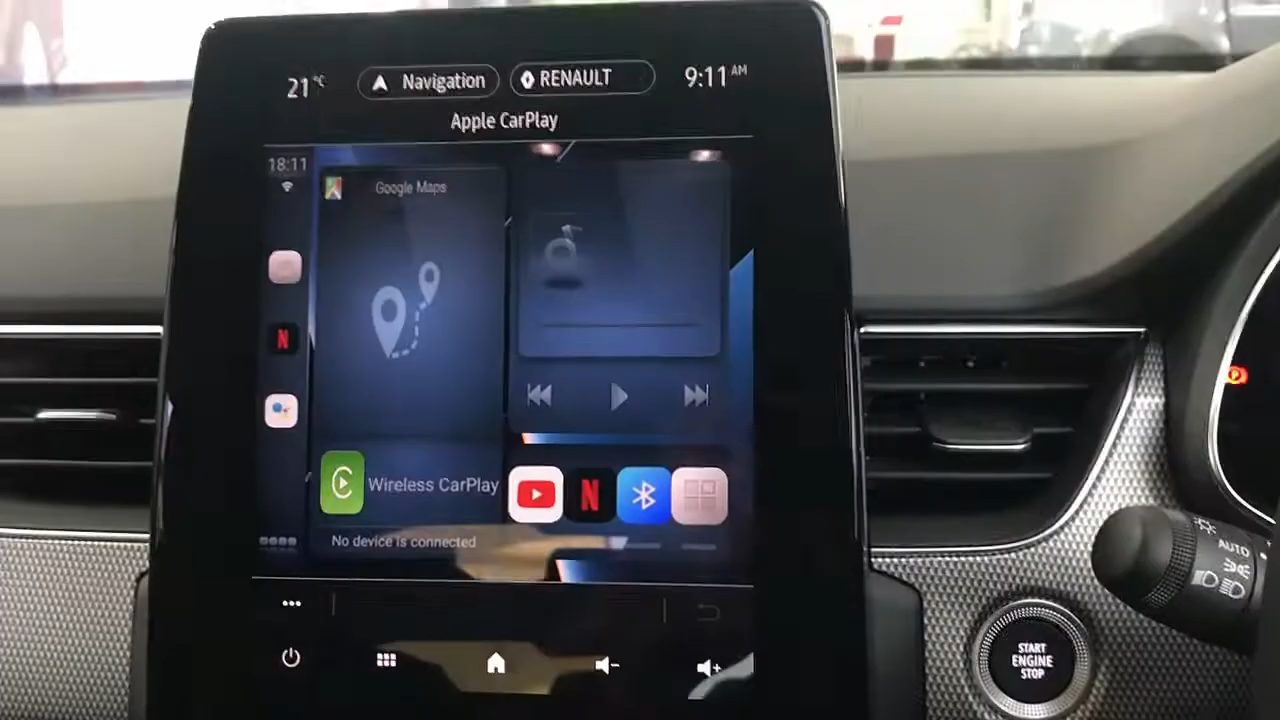 21°C
Navigation
RENAULT
9:11 AM
Apple CarPlay
18:11
Google Maps
N
Wireless CarPlay
N
No device is connected
AUTO
START
ENGINE
STOP